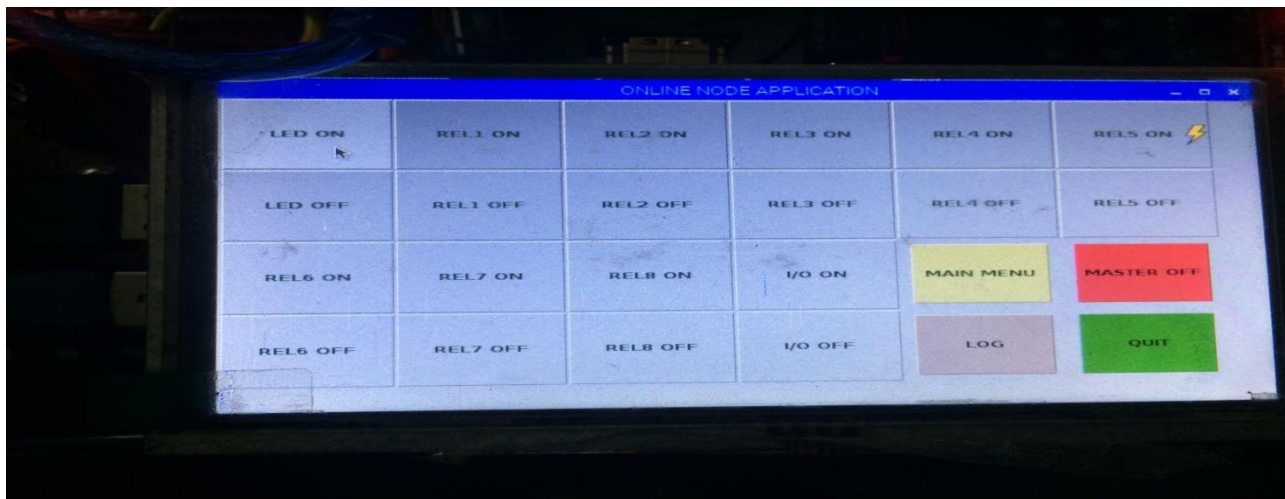 ONLINE NODE APPLICATION
LED ON REL1 ON REL2 ON REL3 ON REL4 ON REL5 ON
LED OFF REL1 OFF REL2 OFF REL3 OFF REL4 OFF REL5 OFF
REL6 ON REL7 ON REL8 ON I/O ON MAIN MENU MASTER OFF
REL6 OFF REL7 OFF REL8 OFF I/O OFF LOG QUIT